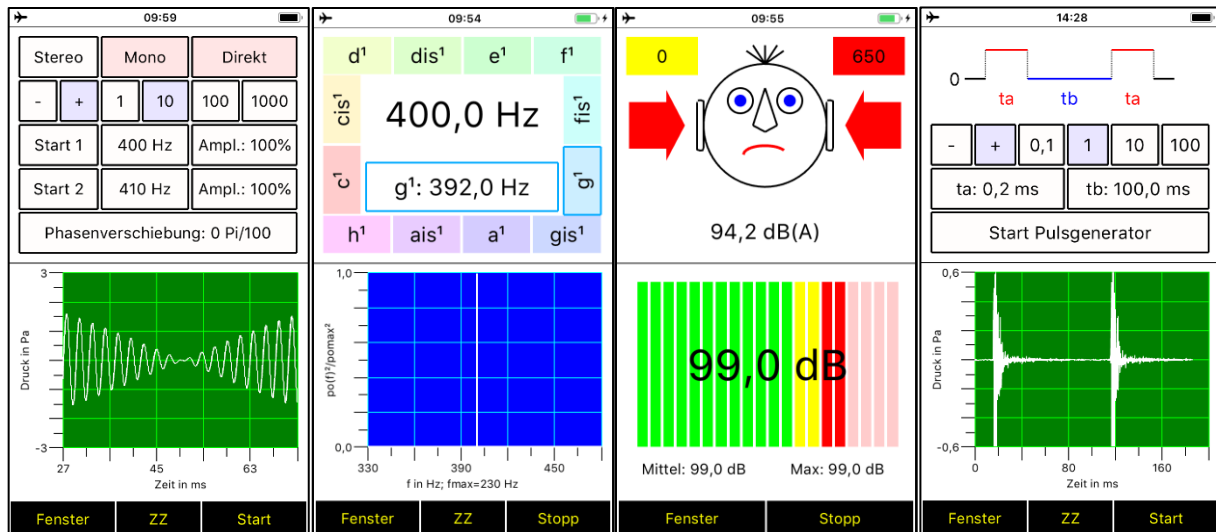 09:59
Stereo Mono Direkt
- + 1 10 100 1000
Start 1 400 Hz Ampl.: 100%
Start 2 410 Hz Ampl.: 100%
Phasenverschiebung: 0 Pi/100
3
Druck in Pa
-3
27 45 63
Zeit in ms
Fenster ZZ Start
09:54
d¹ dis¹ e¹ f¹
cis¹ 400,0 Hz fis¹
c¹ g¹: 392,0 Hz g¹
h¹ ais¹ a¹ gis¹
1,0
po(f)²/pomax²
0,0
330 390 450
f in Hz; fmax=230 Hz
Fenster ZZ Stopp
09:55
0 650
94,2 dB(A)
99,0 dB
Mittel: 99,0 dB Max: 99,0 dB
Fenster Stopp
14:28
0
ta tb ta
- + 0,1 1 10 100
ta: 0,2 ms tb: 100,0 ms
Start Pulsgenerator
0,6
Druck in Pa
-0,6
0 80 160
Zeit in ms
Fenster ZZ Start